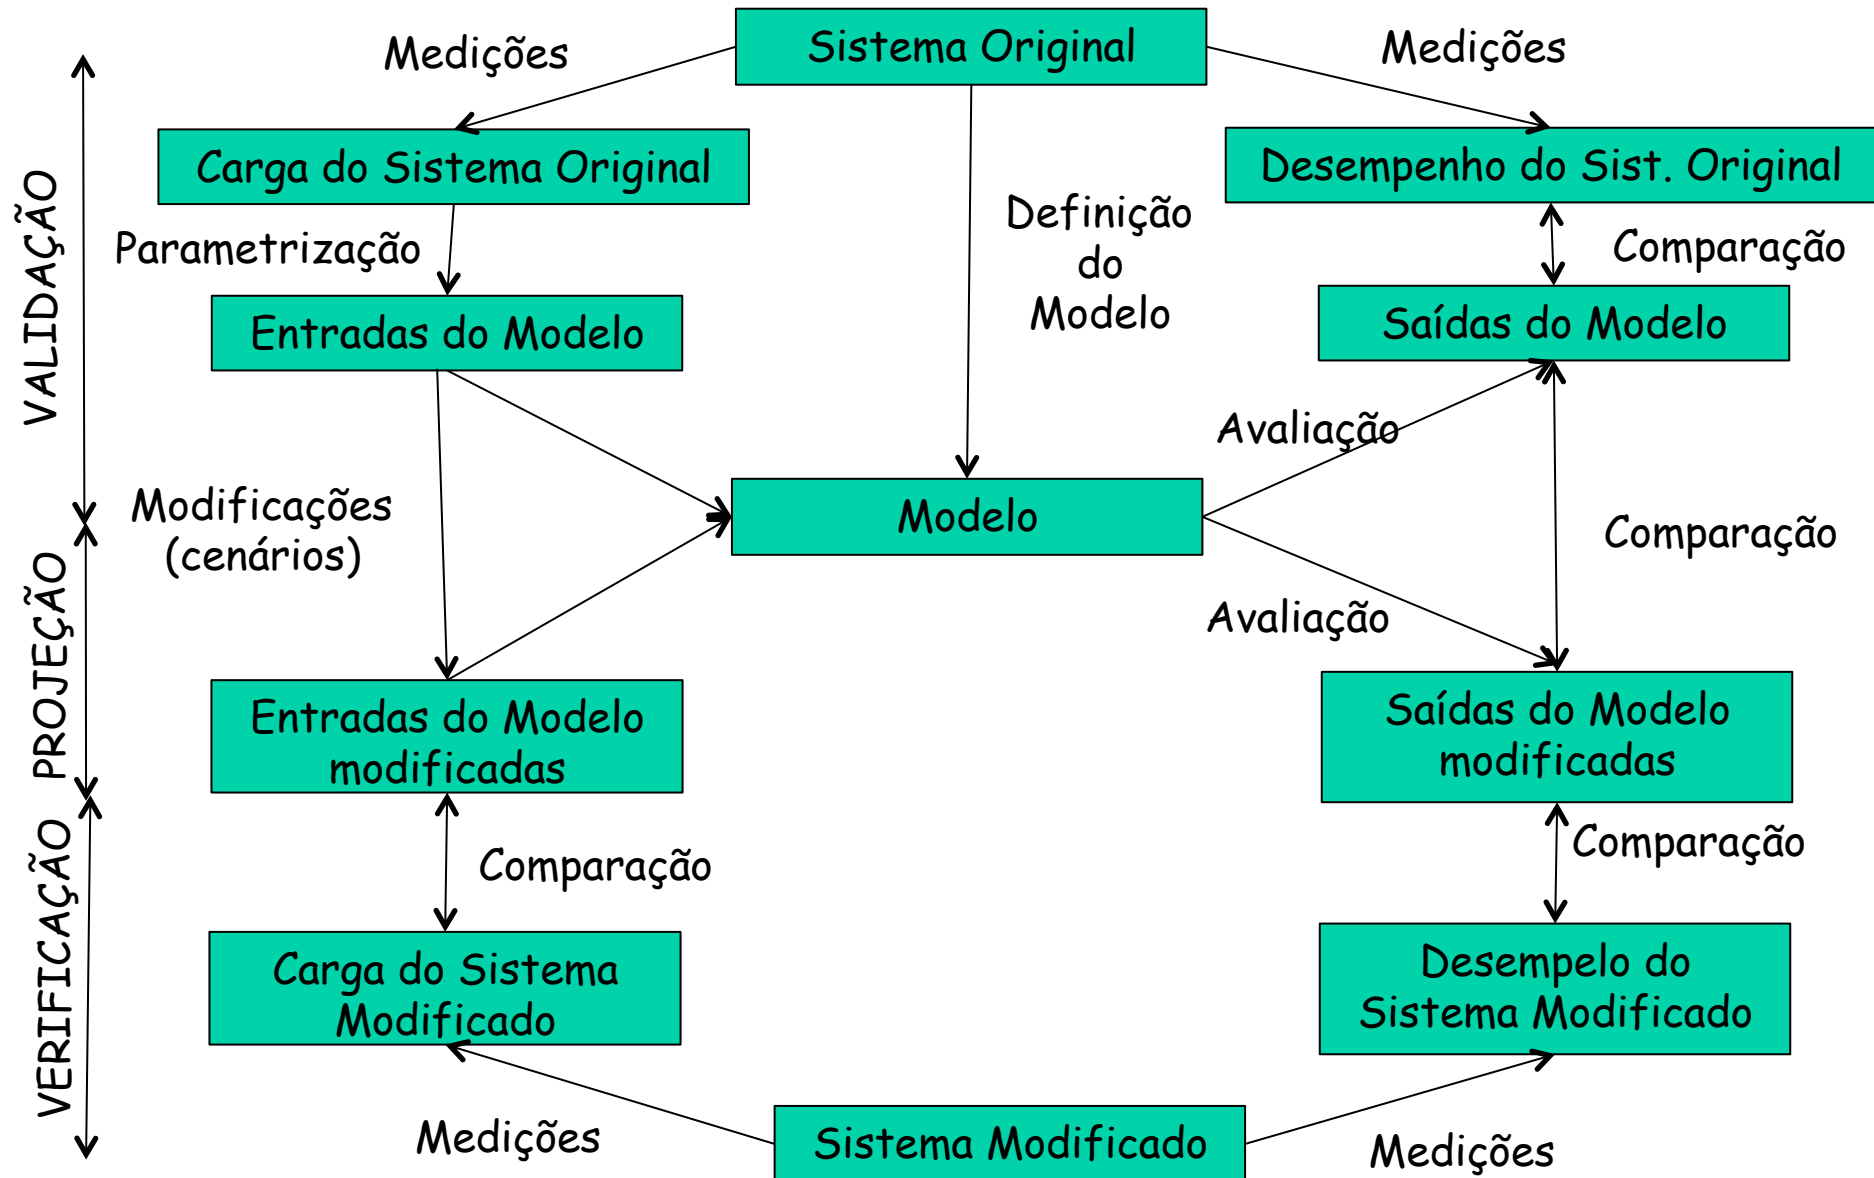 Sistema Original
Medições
Medições
Carga do Sistema Original
Desempenho do Sist. Original
VALIDAÇÃO
Parametrização
Definição
do
Modelo
Comparação
Entradas do Modelo
Saídas do Modelo
Avaliação
Modificações
(cenários)
Modelo
Comparação
PROJEÇÃO
Avaliação
Entradas do Modelo
modificadas
Saídas do Modelo
modificadas
VERIFICAÇÃO
Comparação
Comparação
Carga do Sistema
Modificado
Desempelo do
Sistema Modificado
Medições
Sistema Modificado
Medições